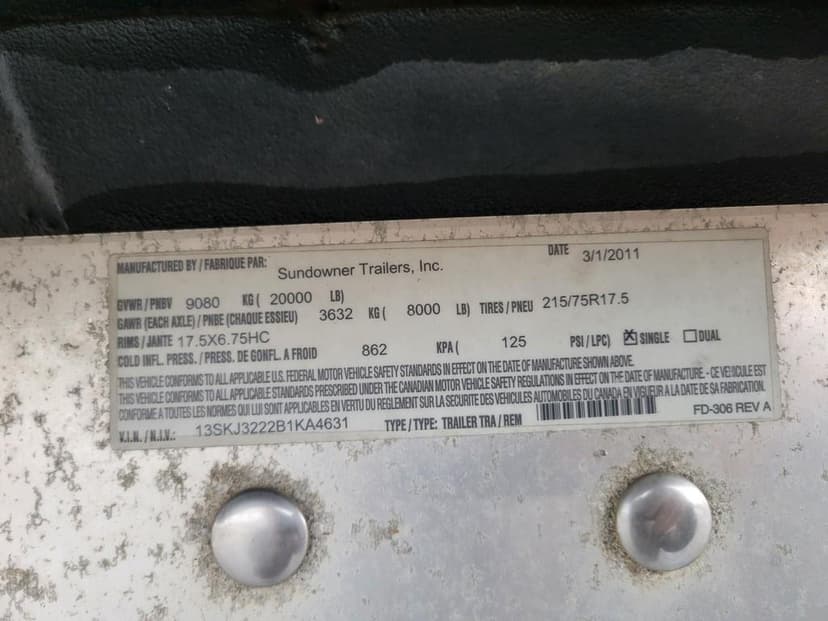 MANUFACTURED BY / FABRIQUE PAR: Sundowner Trailers, Inc. DATE 3/1/2011
GVWR / PNBV 9080 KG ( 20000 LB)
GAWR (EACH AXLE) / PNBE (CHAQUE ESSIEU) 3632 KG ( 8000 LB) TIRES / PNEU 215/75R17.5
RIMS / JANTE 17.5X6.75HC
COLD INFL. PRESS. / PRESS. DE GONFL. A FROID 862 KPA ( 125 PSI / LPC) ☒ SINGLE ☐ DUAL
THIS VEHICLE CONFORMS TO ALL APPLICABLE U.S. FEDERAL MOTOR VEHICLE SAFETY STANDARDS IN EFFECT ON THE DATE OF MANUFACTURE SHOWN ABOVE.
THIS VEHICLE CONFORMS TO ALL APPLICABLE STANDARDS PRESCRIBED UNDER THE CANADIAN MOTOR VEHICLE SAFETY REGULATIONS IN EFFECT ON THE DATE OF MANUFACTURE. - CE VEHICULE EST
CONFORME A TOUTES LES NORMES QUI LUI SONT APPLICABLES EN VERTU DU REGLEMENT SUR LA SECURITE DES VEHICULES AUTOMOBILES DU CANADA EN VIGUEUR A LA DATE DE SA FABRICATION.
V.I.N. / N.I.V.: 13SKJ3222B1KA4631 TYPE / TYPE: TRAILER TRA / REM FD-306 REV A